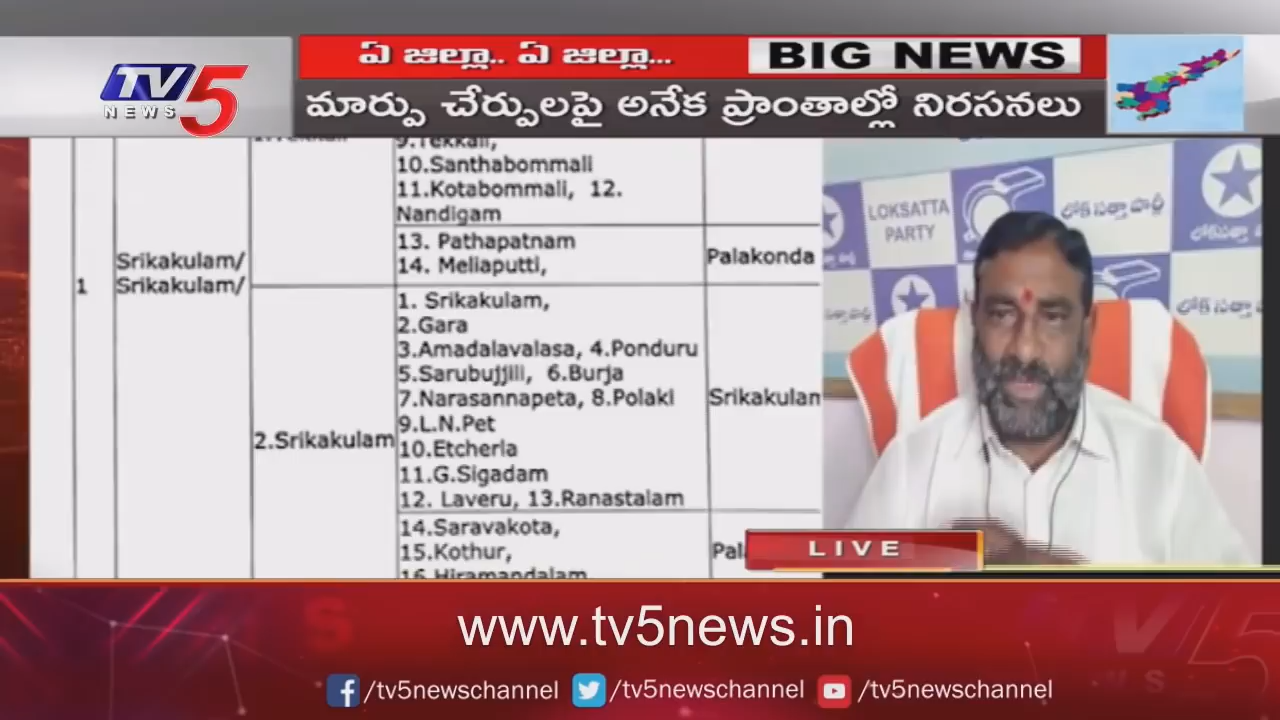 ఏ జిల్లా.. ఏ జిల్లా...
BIG NEWS
TV5
NEWS
మార్పు చేర్పులపై అనేక ప్రాంతాల్లో నిరసనలు
9.Tekkali,
10.Santhabommali
11.Kotabommali, 12.
Nandigam
13. Pathapatnam
14. Meliaputti,
Palakonda
1
Srikakulam/
Srikakulam/
1. Srikakulam,
2.Gara
3.Amadalavalasa, 4.Ponduru
5.Sarubujjili, 6.Burja
7.Narasannapeta, 8.Polaki
9.L.N.Pet
10.Etcherla
11.G.Sigadam
12. Laveru, 13.Ranastalam
2.Srikakulam
Srikakulam
14.Saravakota,
15.Kothur,
16.Hiramandalam
LOKSATTA
PARTY
లోక్ సత్తా పార్టీ
LIVE
www.tv5news.in
/tv5newschannel
/tv5newschannel
/tv5newschannel